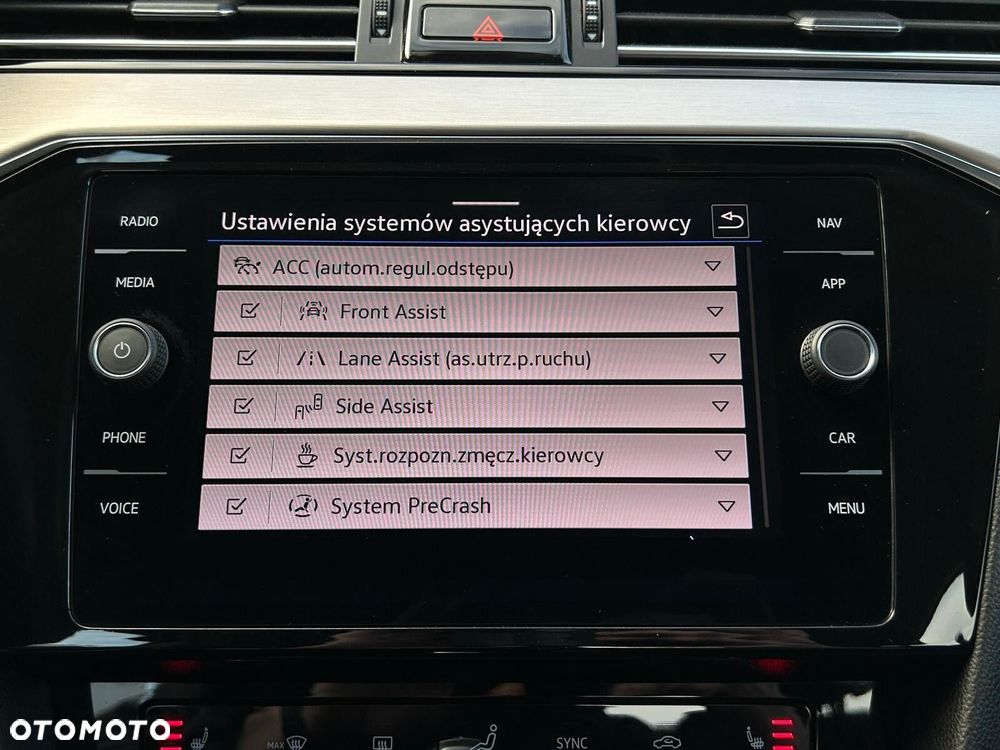 RADIO
MEDIA
PHONE
VOICE
Ustawienia systemów asystujących kierowcy
ACC (autom.regul.odstępu)
Front Assist
Lane Assist (as.utrz.p.ruchu)
Side Assist
Syst.rozpozn.zmęcz.kierowcy
System PreCrash
NAV
APP
CAR
MENU
OTOMOTO
MAX
SYNC